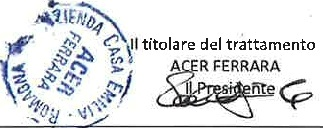 AZIENDA CASA EMILIA - ROMAGNA
ACER
FERRARA
Il titolare del trattamento
ACER FERRARA
Il Presidente